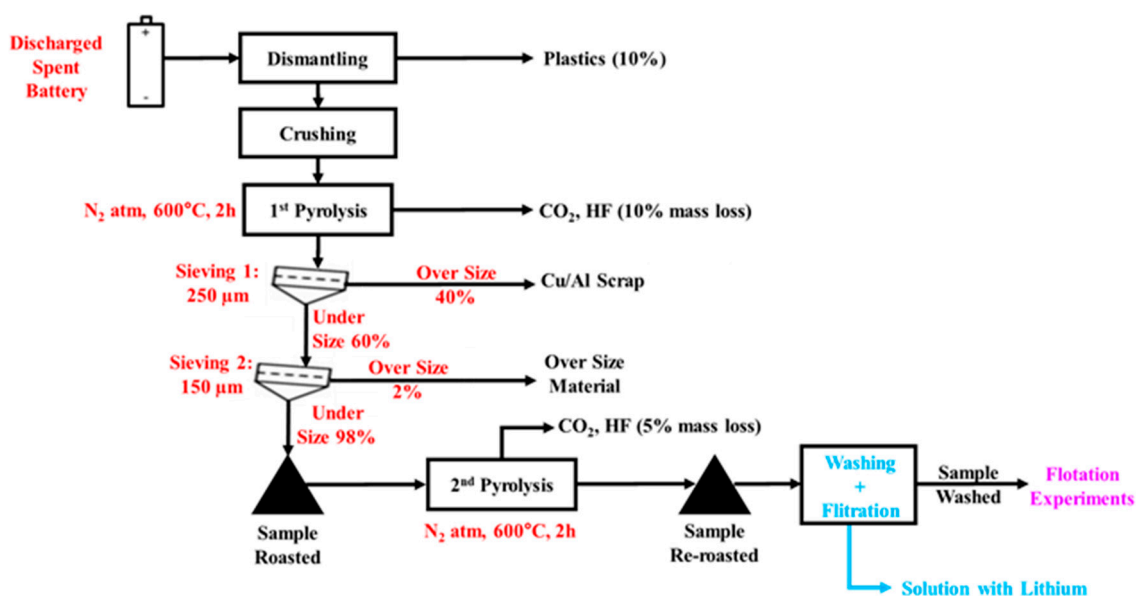 Discharged
Spent
Battery
+
-
Dismantling
Plastics (10%)
Crushing
N₂ atm, 600°C, 2h
1st Pyrolysis
CO₂, HF (10% mass loss)
Sieving 1:
250 µm
Over Size
40%
Cu/Al Scrap
Under
Size 60%
Sieving 2:
150 µm
Over Size
2%
Over Size
Material
Under
Size 98%
CO₂, HF (5% mass loss)
Sample
Roasted
2nd Pyrolysis
N₂ atm, 600°C, 2h
Sample
Re-roasted
Washing
+
Flitration
Sample
Washed
Flotation
Experiments
Solution with Lithium